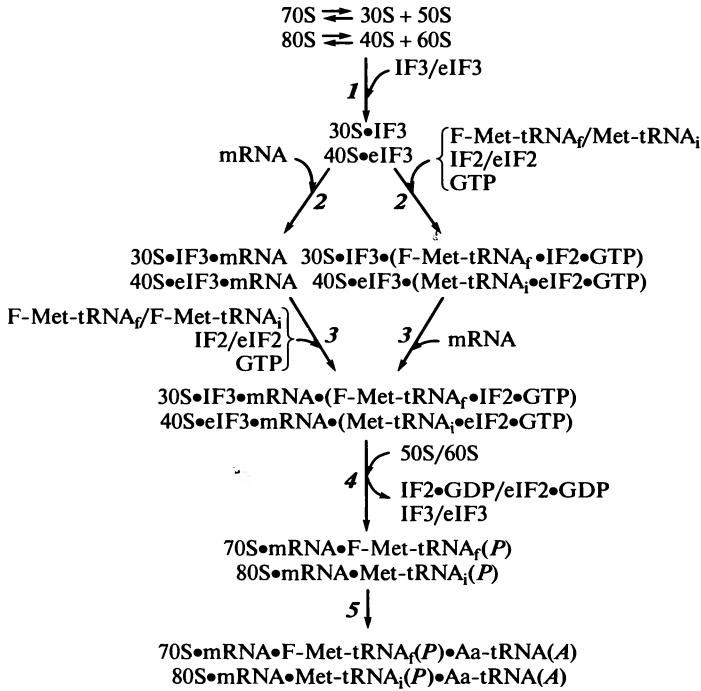 70S ⇌ 30S + 50S
80S ⇌ 40S + 60S
IF3/eIF3
1
30S•IF3
40S•eIF3
mRNA
F-Met-tRNAf/Met-tRNAi
IF2/eIF2
GTP
2
2
30S•IF3•mRNA
40S•eIF3•mRNA
30S•IF3•(F-Met-tRNAf•IF2•GTP)
40S•eIF3•(Met-tRNAi•eIF2•GTP)
F-Met-tRNAf/F-Met-tRNAi
IF2/eIF2
GTP
3
3
mRNA
30S•IF3•mRNA•(F-Met-tRNAf•IF2•GTP)
40S•eIF3•mRNA•(Met-tRNAi•eIF2•GTP)
50S/60S
4
IF2•GDP/eIF2•GDP
IF3/eIF3
70S•mRNA•F-Met-tRNAf(P)
80S•mRNA•Met-tRNAi(P)
5
70S•mRNA•F-Met-tRNAf(P)•Aa-tRNA(A)
80S•mRNA•Met-tRNAi(P)•Aa-tRNA(A)